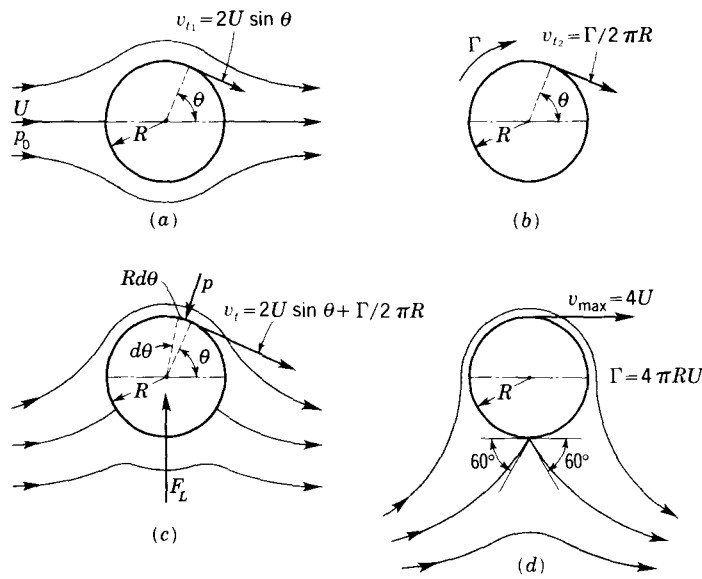 v_{t_1} = 2U sin θ
U
p_0
R
θ
(a)
Γ
v_{t_2} = Γ/2 πR
R
θ
(b)
Rdθ
p
v_t = 2U sin θ + Γ/2 πR
dθ
θ
R
F_L
(c)
v_max = 4U
R
Γ = 4 πRU
60°
60°
(d)